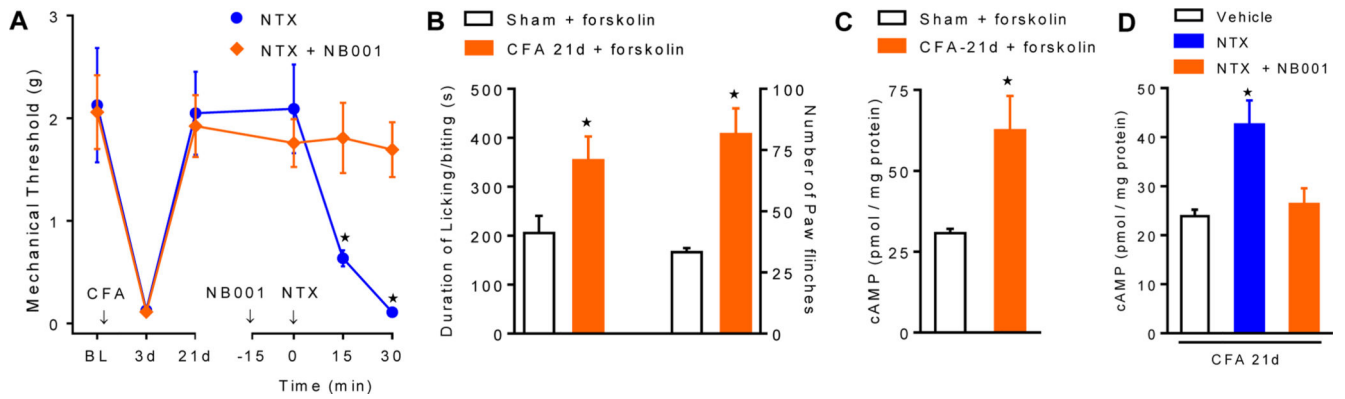 A
NTX
NTX + NB001
Mechanical Threshold (g)
3
2
1
0
CFA
NB001
NTX
↓
↓
↓
★
★
BL
3d
21d
-15
0
15
30
Time (min)
B
Sham + forskolin
CFA 21d + forskolin
Duration of Licking/biting (s)
500
400
300
200
100
0
★
★
100
75
50
25
0
Number of Paw flinches
C
Sham + forskolin
CFA-21d + forskolin
cAMP (pmol / mg protein)
75
50
25
0
★
D
Vehicle
NTX
NTX + NB001
cAMP (pmol / mg protein)
50
40
30
20
10
0
★
CFA 21d